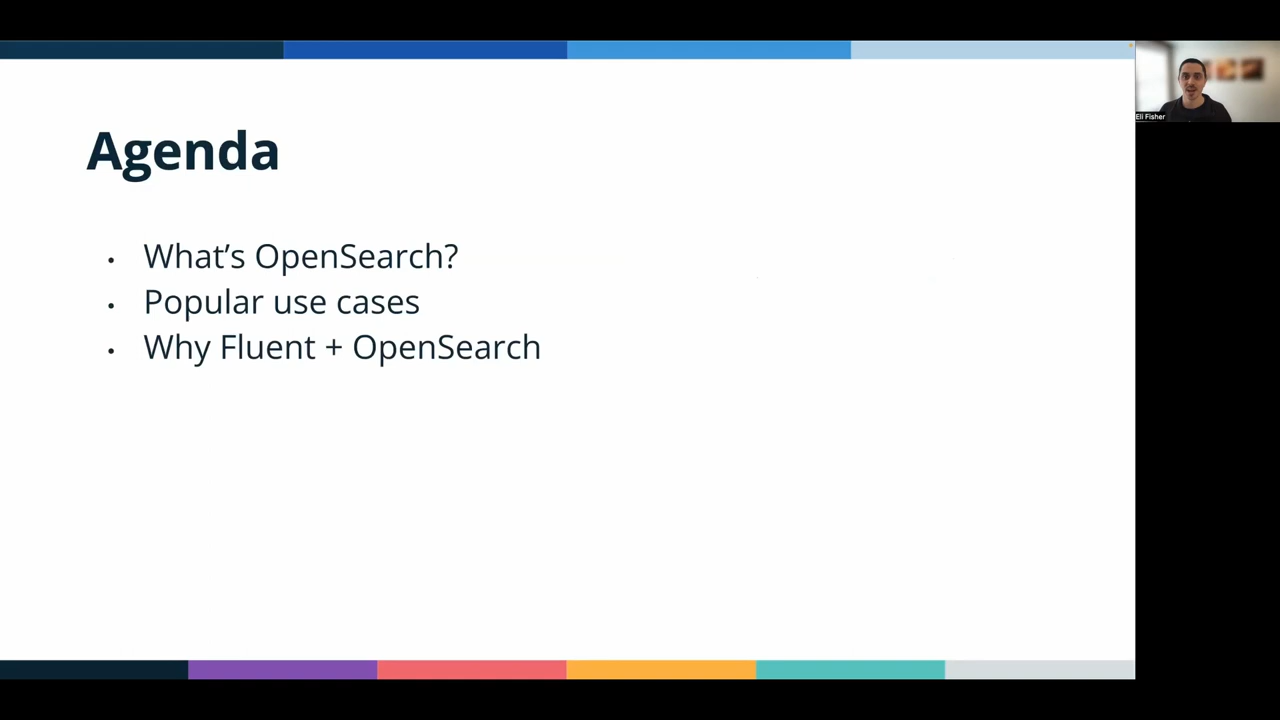 Agenda
• What's OpenSearch?
• Popular use cases
• Why Fluent + OpenSearch
Eli Fisher